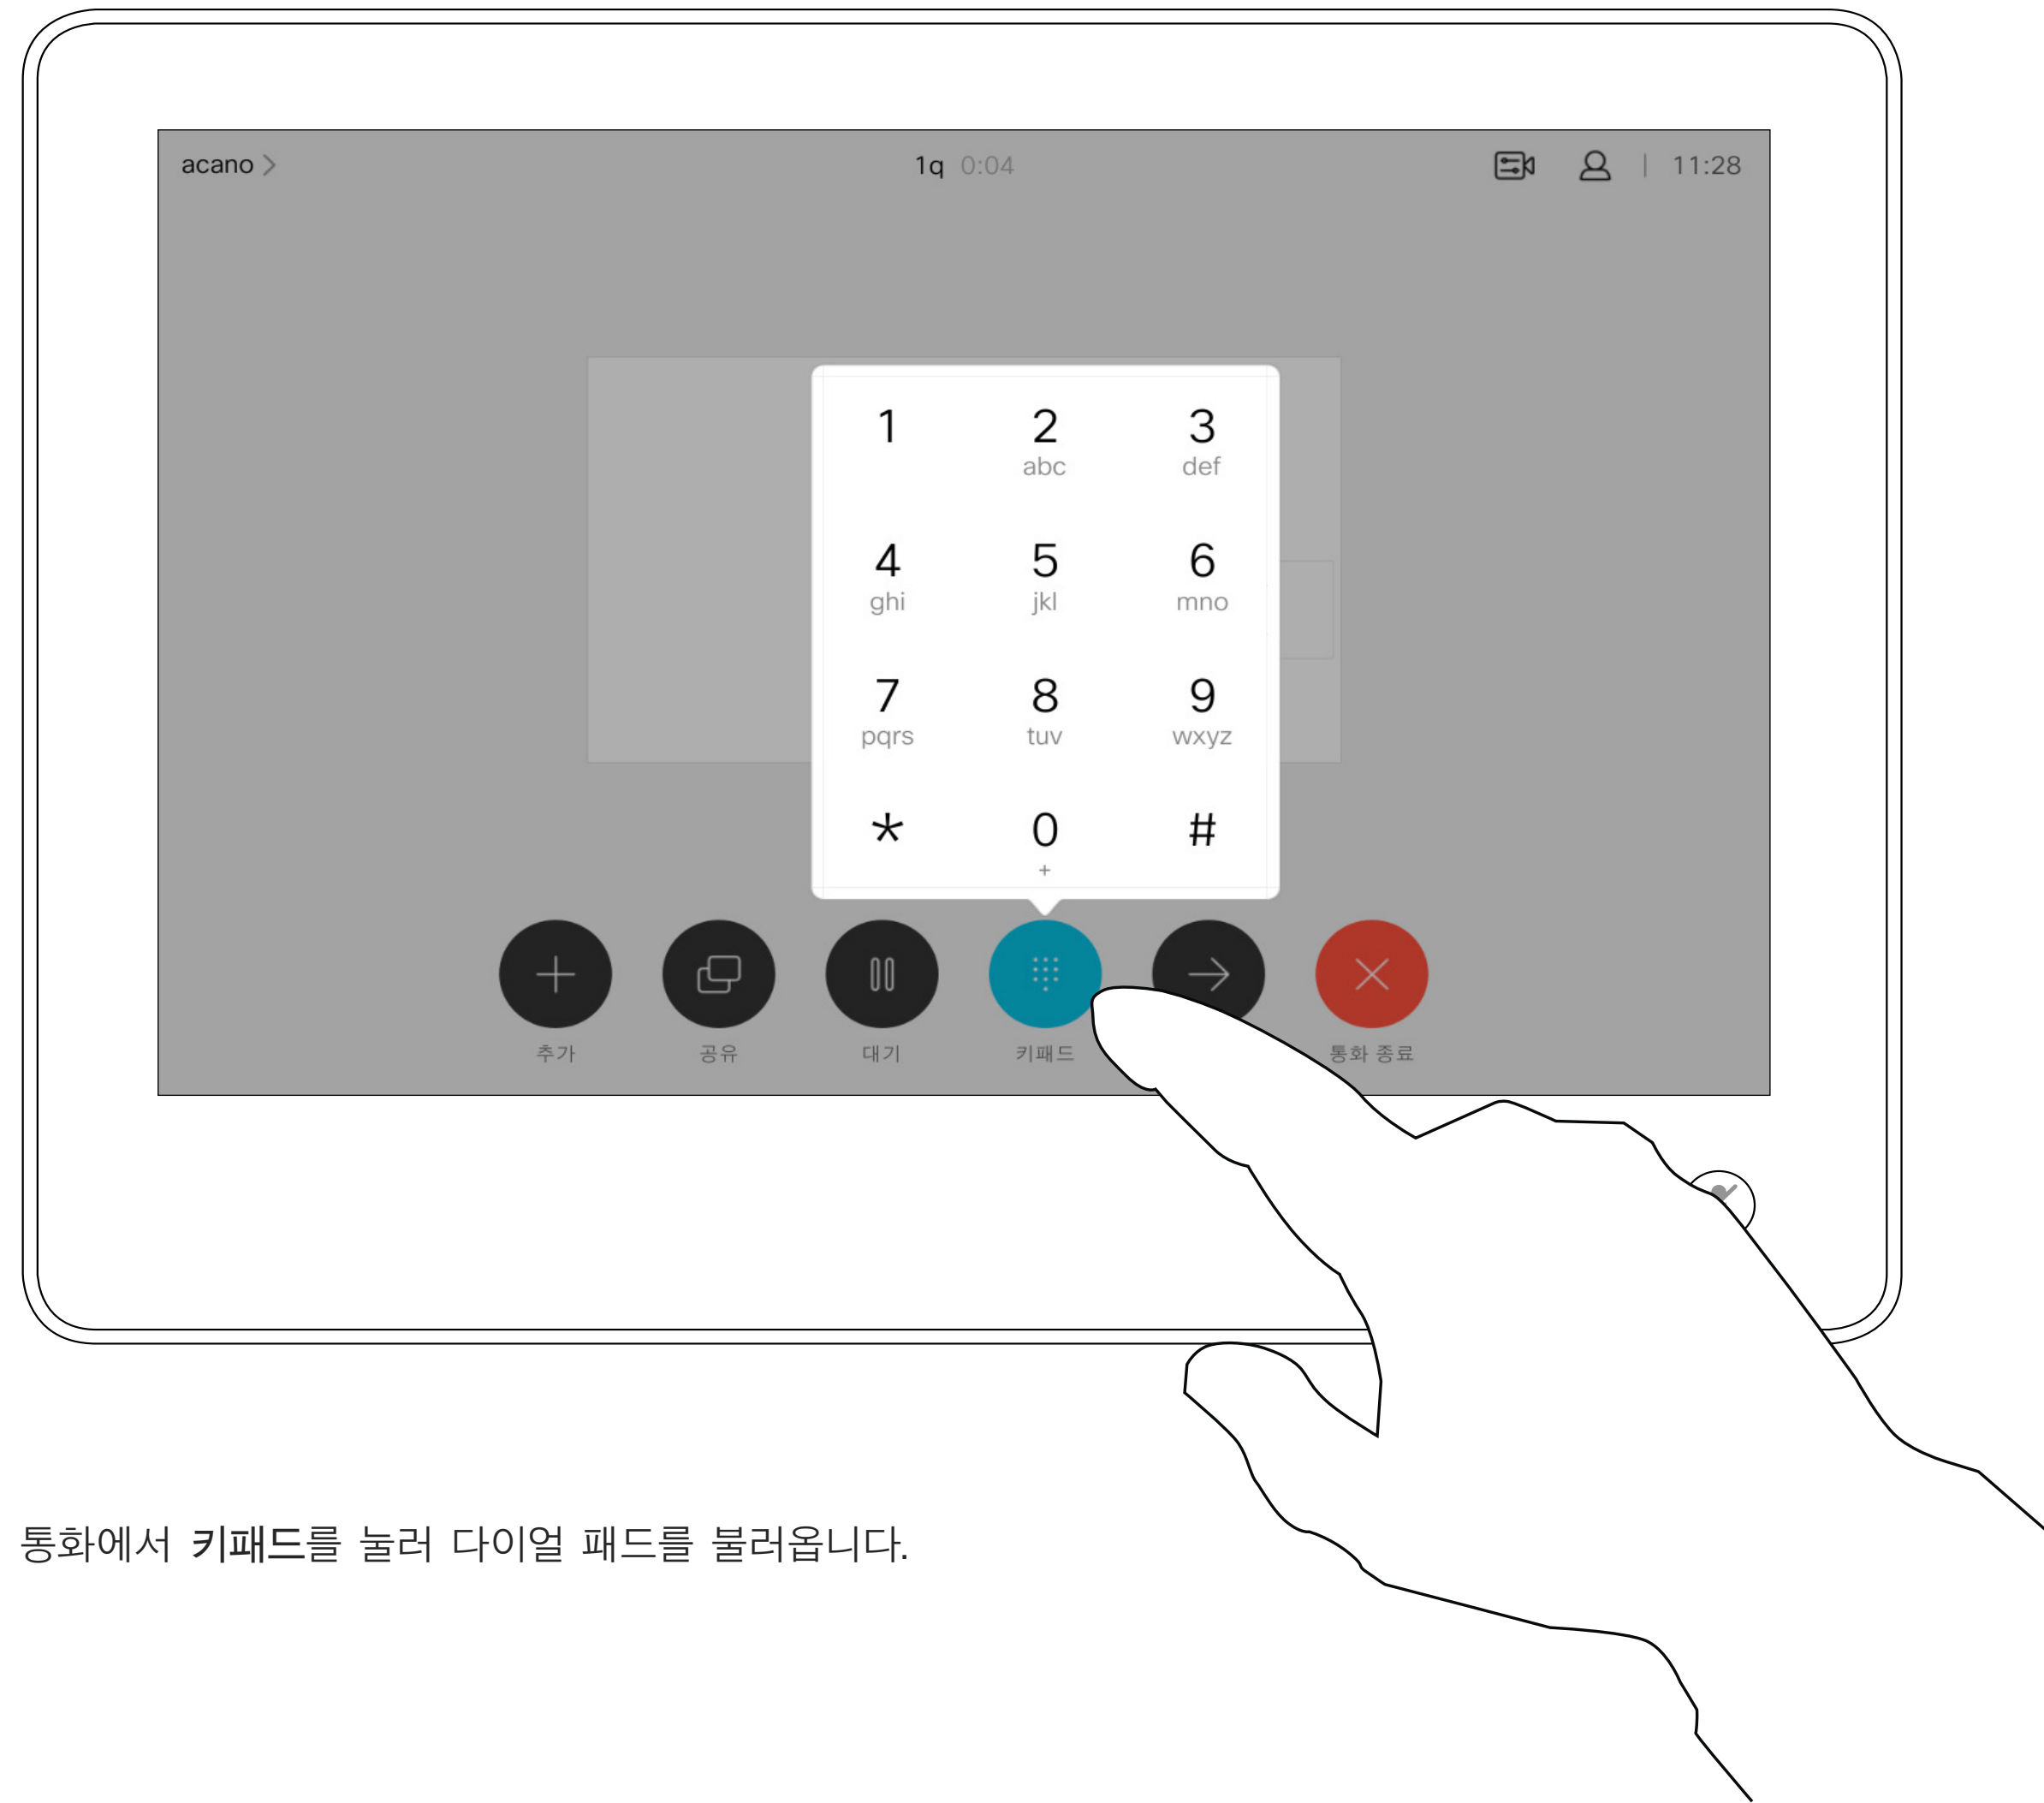 acano
1q 0:04
11:28
1 2 3
abc def
4 5 6
ghi jkl mno
7 8 9
pqrs tuv wxyz
* 0 #
+
추가 공유 대기 키패드 통화 종료
통화에서 키패드를 눌러 다이얼 패드를 불러옵니다.